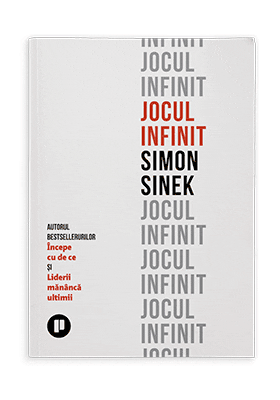 INFINIT
JOCUL
INFINIT
JOCUL
INFINIT
SIMON
SINEK
JOCUL
INFINIT
JOCUL
INFINIT
JOCUL
INFINIT
JOCUL
AUTORUL
BESTSELLERURILOR
Începe
cu de ce
ȘI
Liderii
mănâncă
ultimii
P